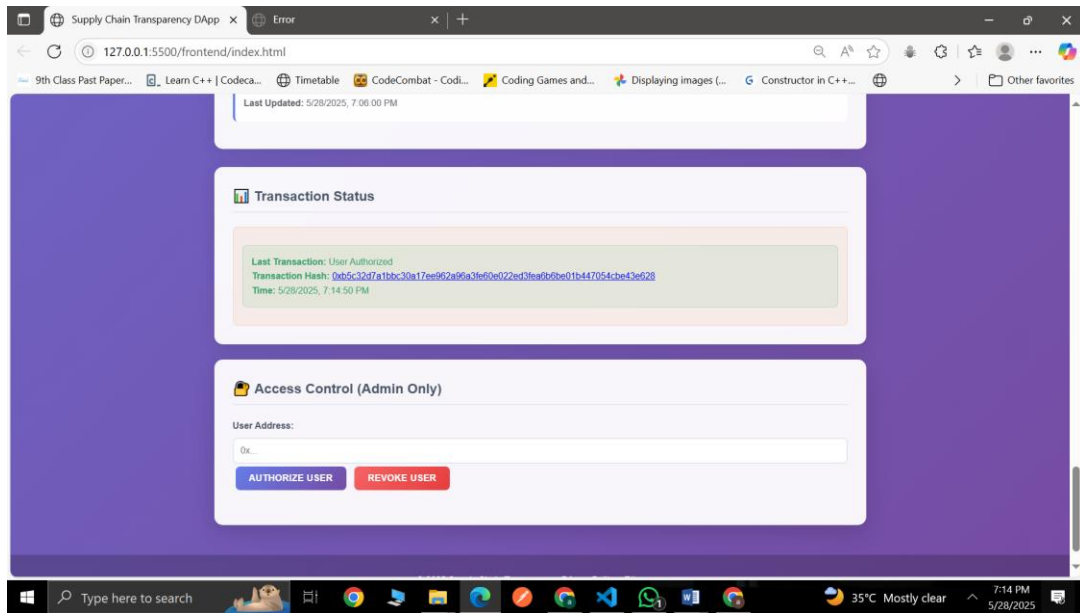 Supply Chain Transparency DApp
Error
127.0.0.1:5500/frontend/index.html
9th Class Past Paper...
Learn C++ | Codeca...
Timetable
CodeCombat - Codi...
Coding Games and...
Displaying images (...
Constructor in C++...
Other favorites
Last Updated: 5/28/2025, 7:06:00 PM
Transaction Status
Last Transaction: User Authorized
Transaction Hash: 0xb5c32d7a1bbc30a17ee962a96a3fe60e022ed3fea6b6be01b447054cbe43e628
Time: 5/28/2025, 7:14:50 PM
Access Control (Admin Only)
User Address:
0x...
AUTHORIZE USER
REVOKE USER
Type here to search
35°C Mostly clear
7:14 PM
5/28/2025